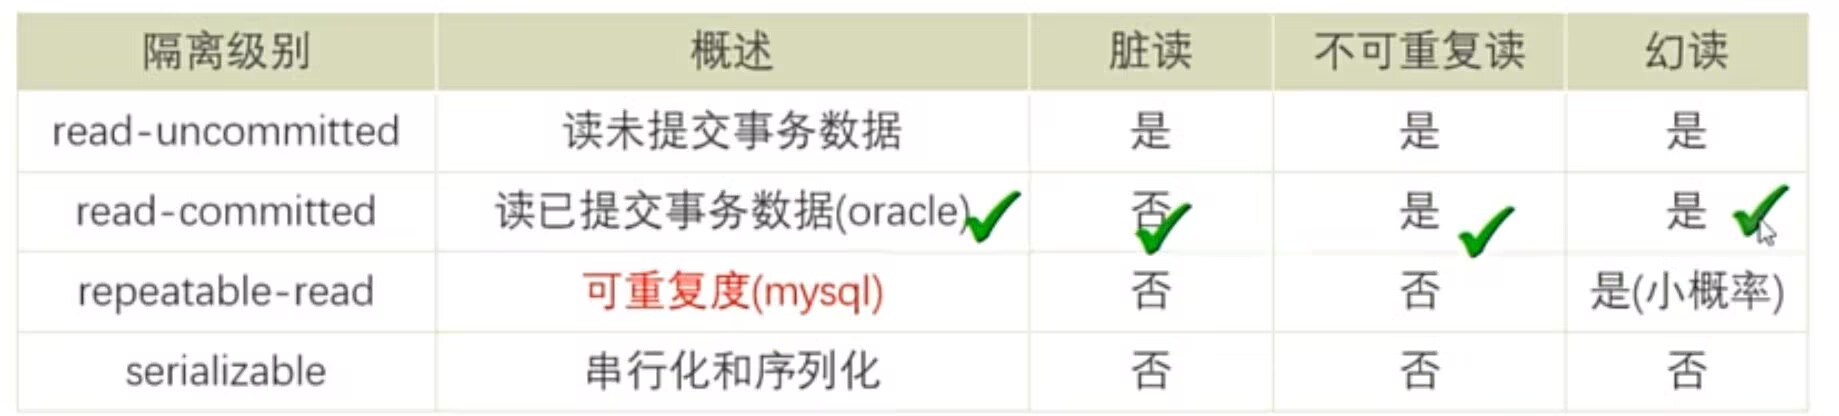 隔离级别 概述 脏读 不可重复读 幻读
read-uncommitted 读未提交事务数据 是 是 是
read-committed 读已提交事务数据(oracle) 否 是 是
repeatable-read 可重复度(mysql) 否 否 是(小概率)
serializable 串行化和序列化 否 否 否